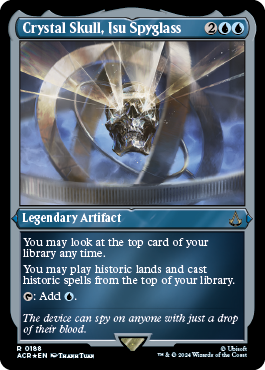 Crystal Skull, Isu Spyglass 2
Legendary Artifact
You may look at the top card of your
library any time.
You may play historic lands and cast
historic spells from the top of your library.
: Add .
The device can spy on anyone with just a drop
of their blood.
R 0188 © Ubisoft
ACR★EN Thanh Tuan ™ & © 2024 Wizards of the Coast